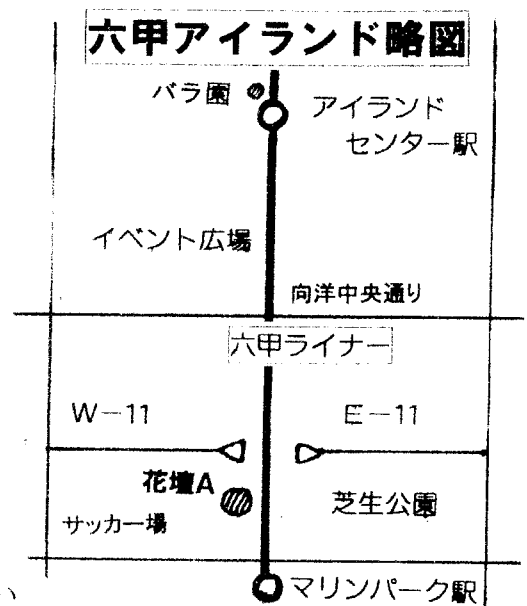 六甲アイランド略図
バラ園
アイランド
センター駅
イベント広場
向洋中央通り
六甲ライナー
W－11
E－11
花壇A
芝生公園
サッカー場
マリンパーク駅